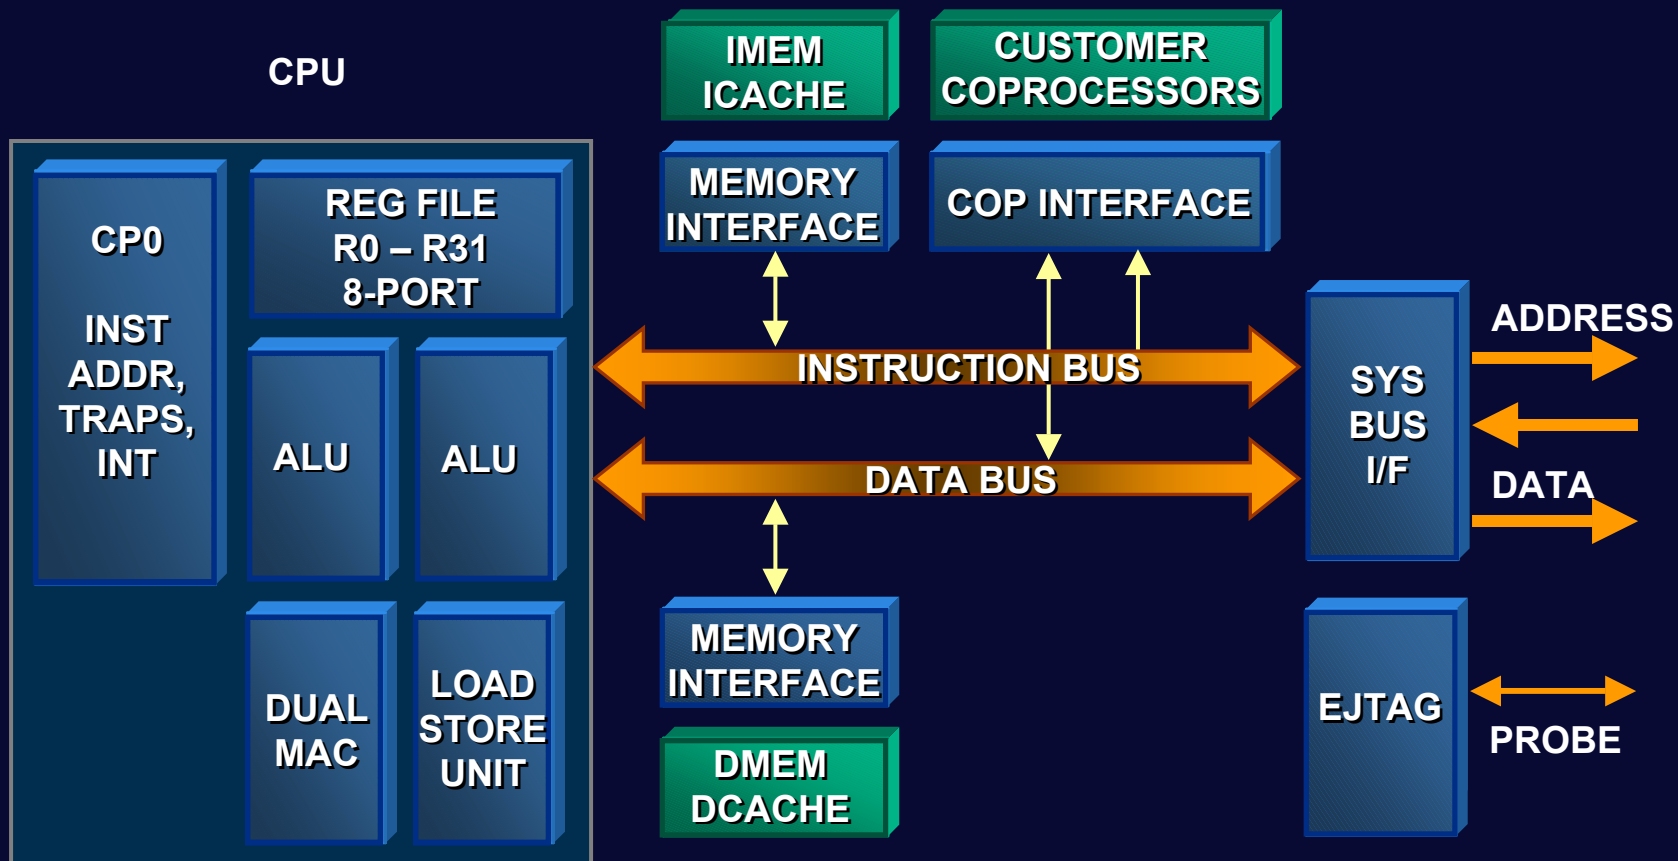 CPU
IMEM
ICACHE
CUSTOMER
COPROCESSORS
MEMORY
INTERFACE
COP INTERFACE
CP0
INST
ADDR,
TRAPS,
INT
REG FILE
R0 – R31
8-PORT
ALU
ALU
DUAL
MAC
LOAD
STORE
UNIT
INSTRUCTION BUS
DATA BUS
MEMORY
INTERFACE
DMEM
DCACHE
SYS
BUS
I/F
ADDRESS
DATA
EJTAG
PROBE